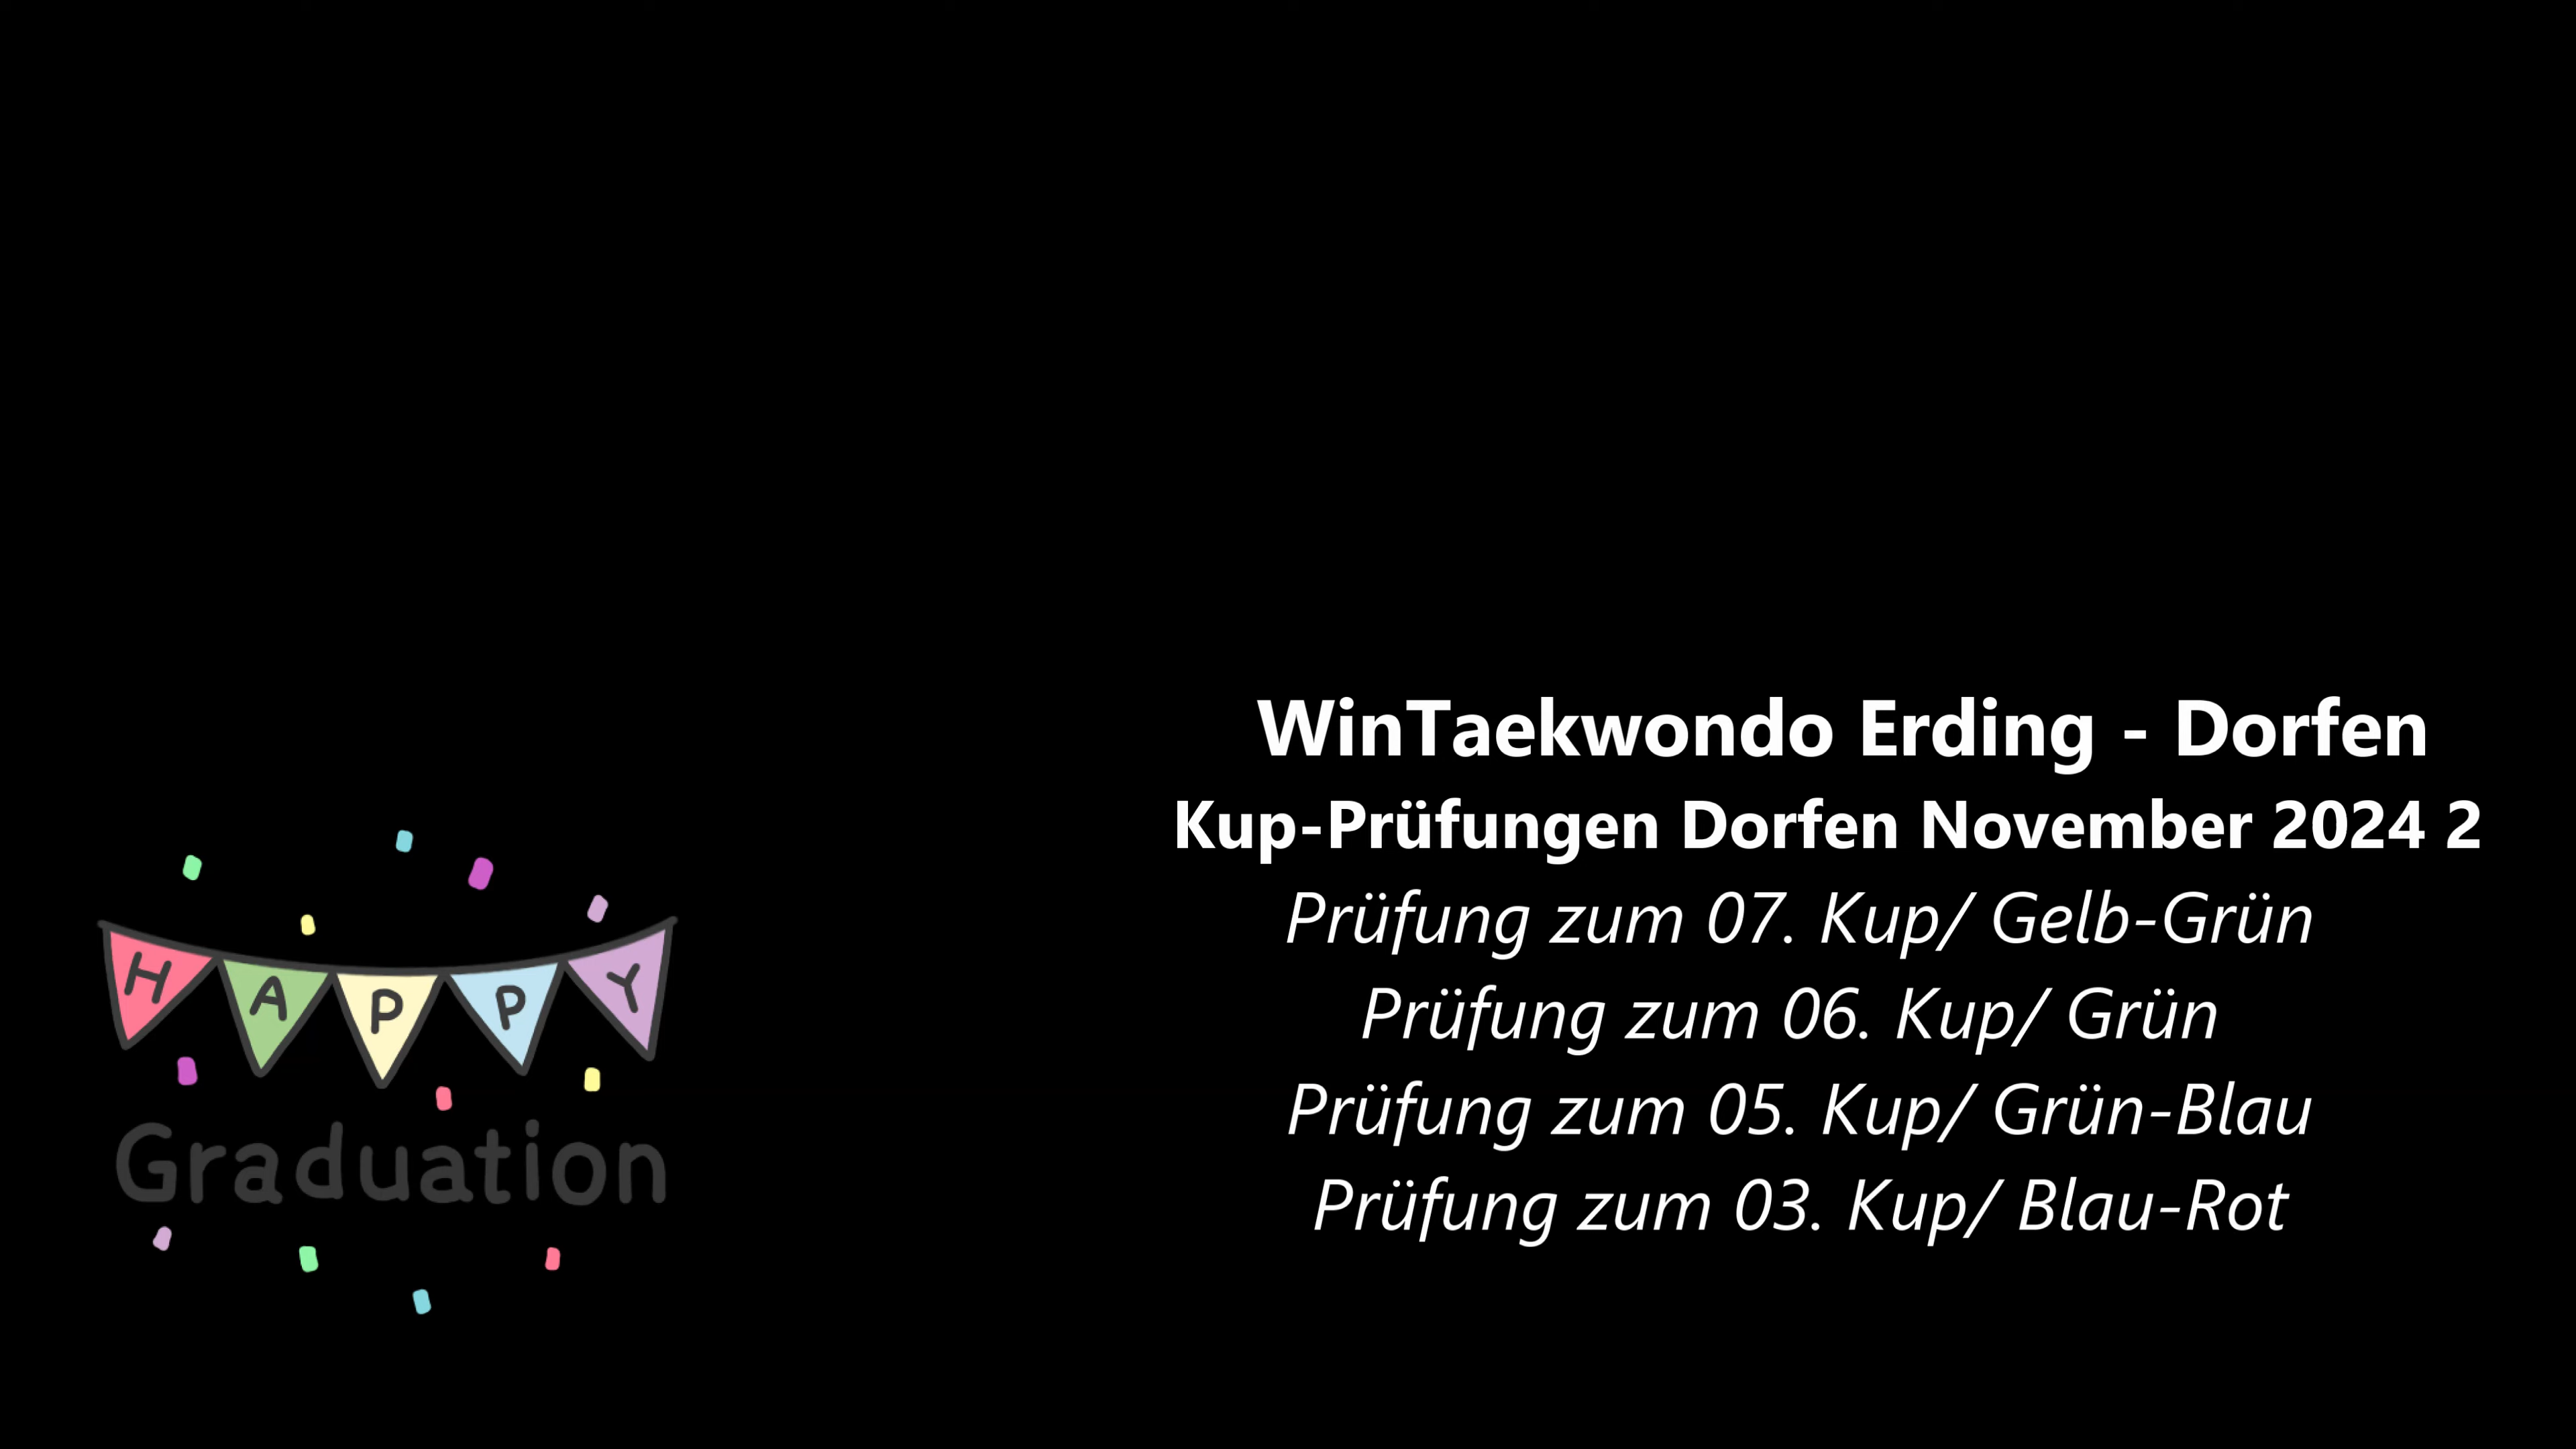 WinTaekwondo Erding - Dorfen
Kup-Prüfungen Dorfen November 2024 2
Prüfung zum 07. Kup/ Gelb-Grün
Prüfung zum 06. Kup/ Grün
Prüfung zum 05. Kup/ Grün-Blau
Prüfung zum 03. Kup/ Blau-Rot
HAPPY
Graduation